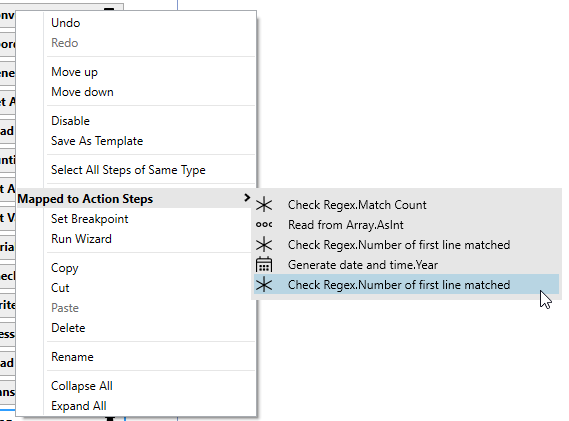 Undo
Redo
Move up
Move down
Disable
Save As Template
Select All Steps of Same Type
Mapped to Action Steps
Check Regex.Match Count
Read from Array.AsInt
Check Regex.Number of first line matched
Generate date and time.Year
Check Regex.Number of first line matched
Set Breakpoint
Run Wizard
Copy
Cut
Paste
Delete
Rename
Collapse All
Expand All